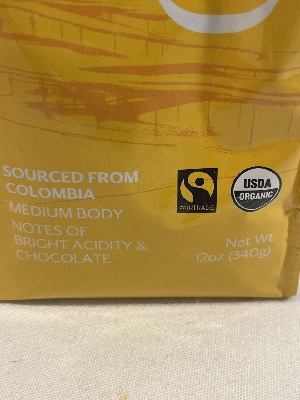 SOURCED FROM
COLOMBIA
MEDIUM BODY
NOTES OF
BRIGHT ACIDITY &
CHOCOLATE
FAIRTRADE
USDA
ORGANIC
Net Wt
12oz (340g)